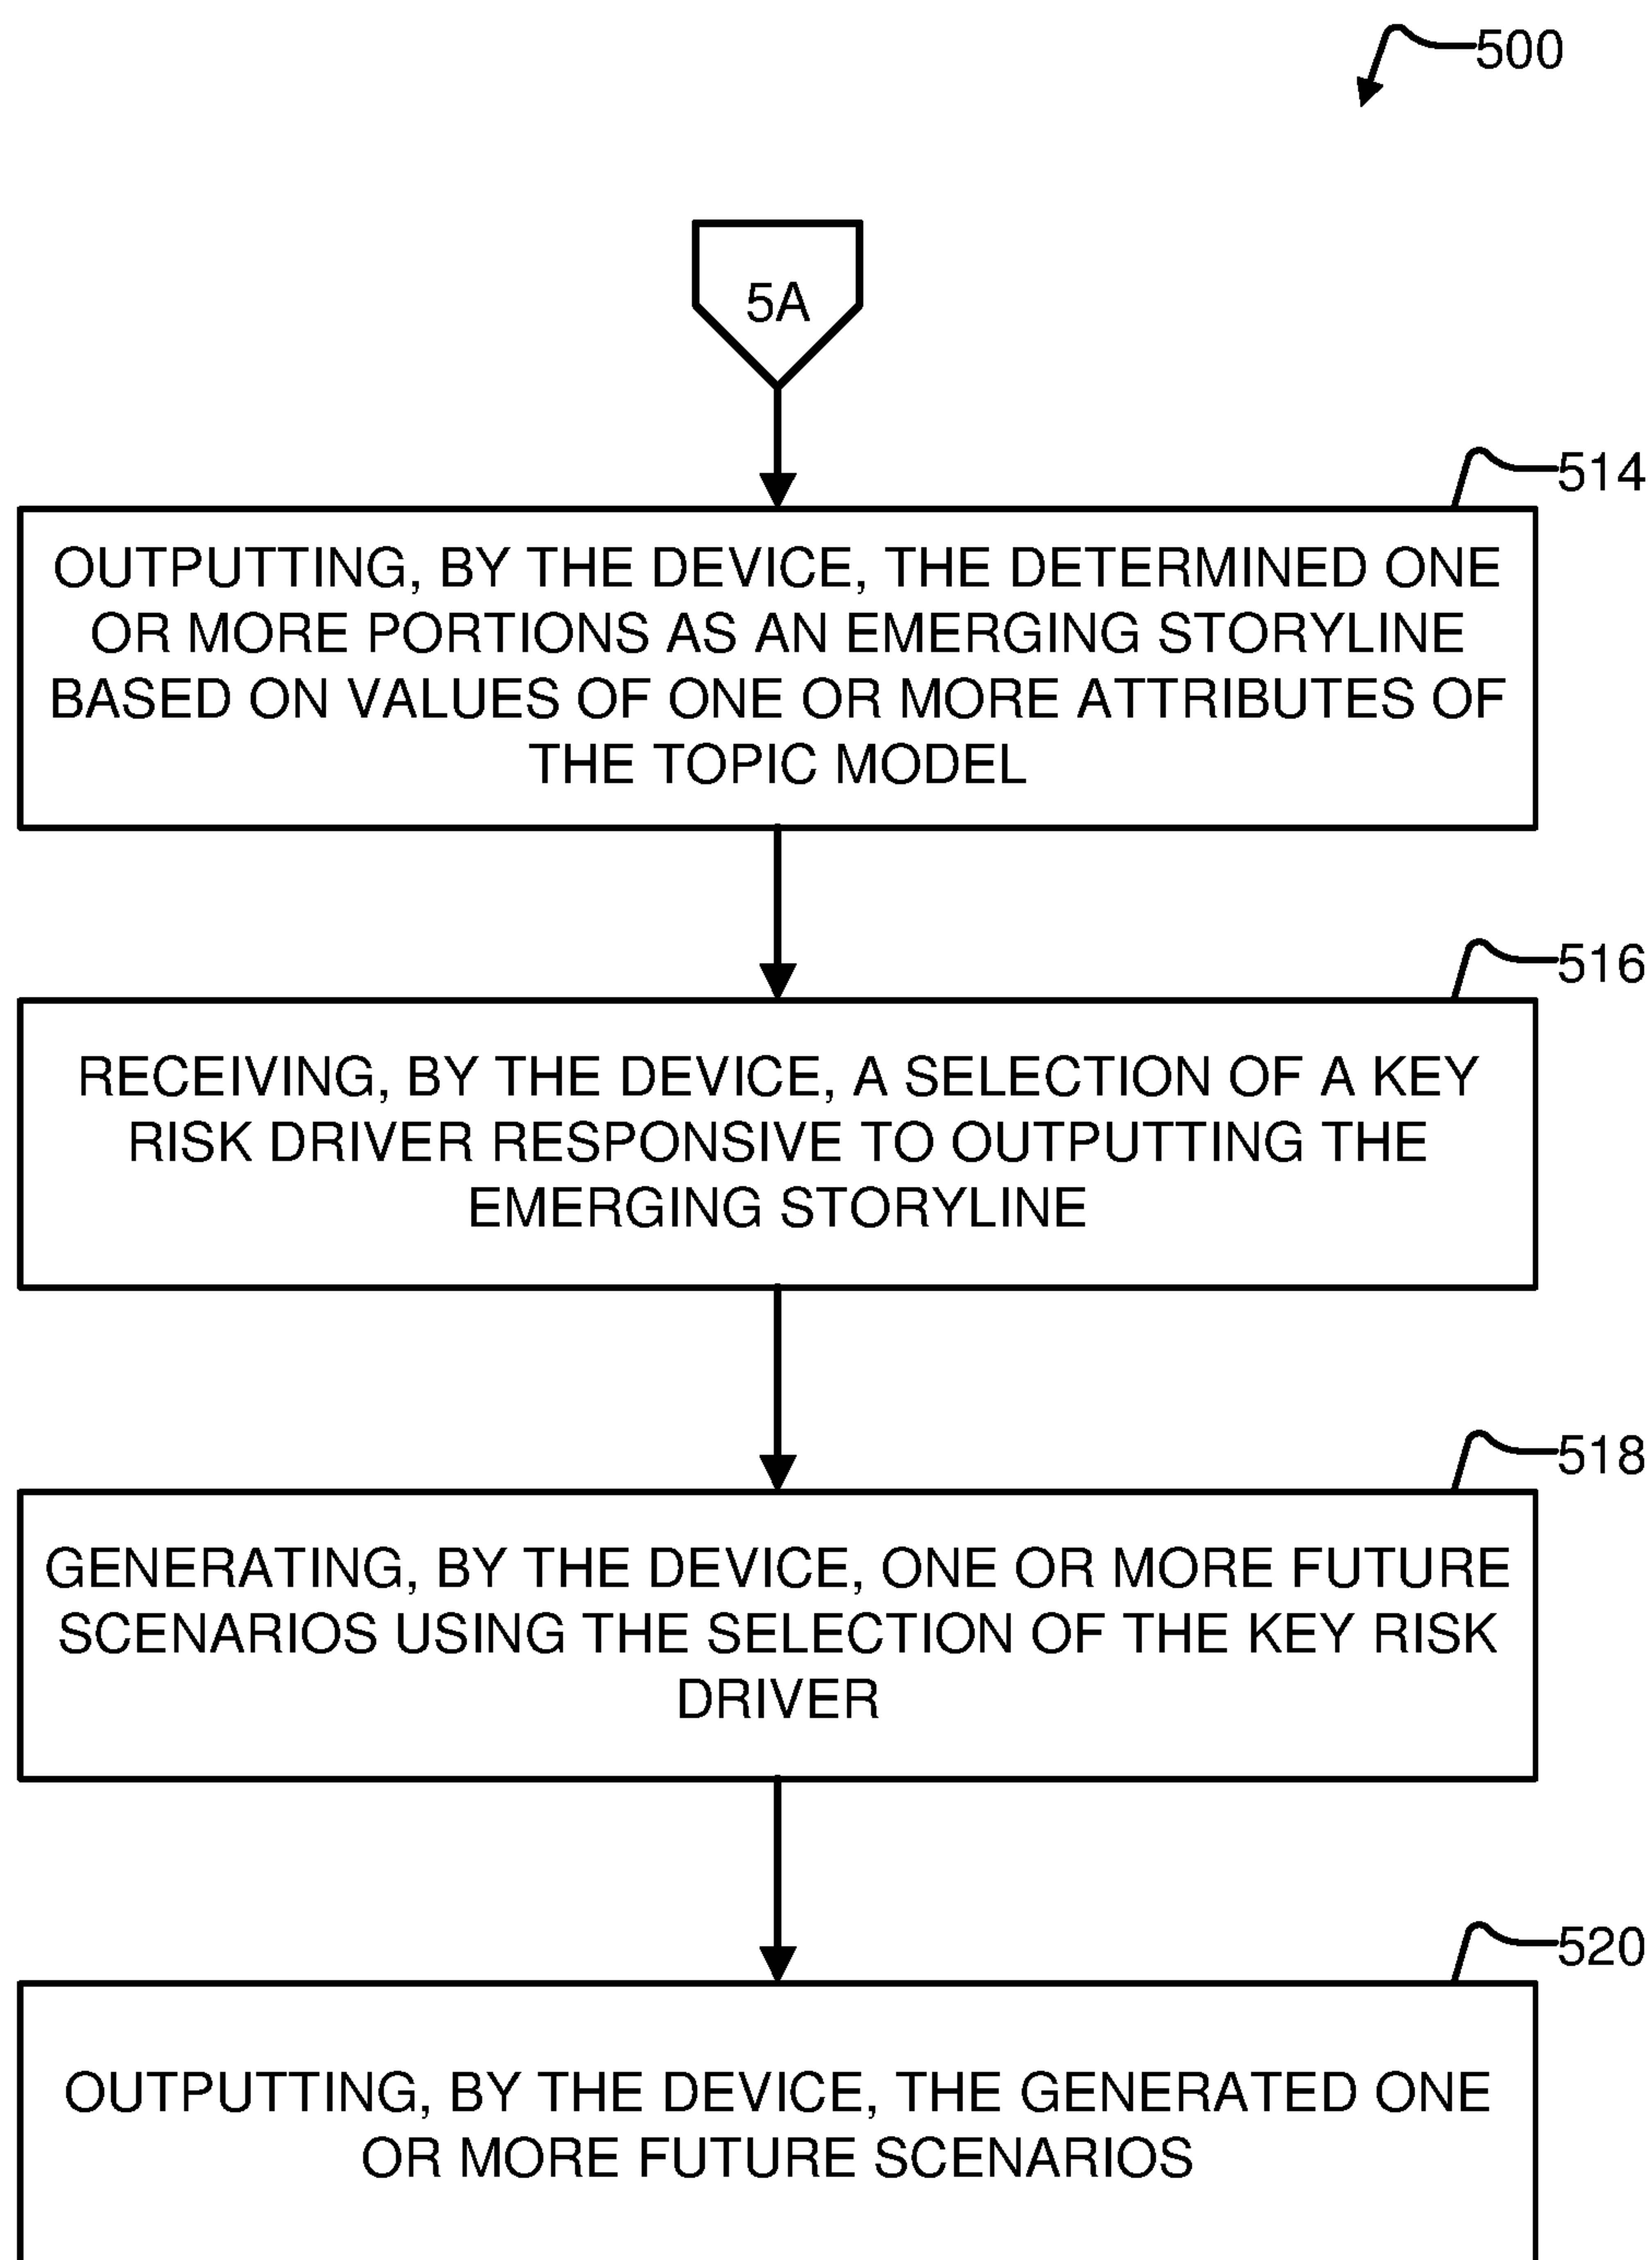 500
5A
514
OUTPUTTING, BY THE DEVICE, THE DETERMINED ONE
OR MORE PORTIONS AS AN EMERGING STORYLINE
BASED ON VALUES OF ONE OR MORE ATTRIBUTES OF
THE TOPIC MODEL
516
RECEIVING, BY THE DEVICE, A SELECTION OF A KEY
RISK DRIVER RESPONSIVE TO OUTPUTTING THE
EMERGING STORYLINE
518
GENERATING, BY THE DEVICE, ONE OR MORE FUTURE
SCENARIOS USING THE SELECTION OF THE KEY RISK
DRIVER
520
OUTPUTTING, BY THE DEVICE, THE GENERATED ONE
OR MORE FUTURE SCENARIOS